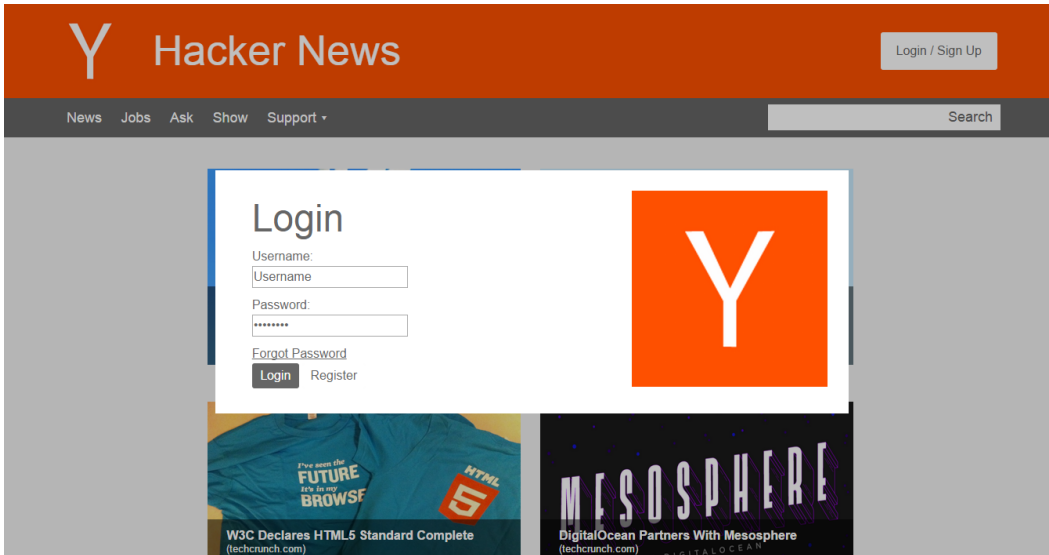 Y Hacker News
Login / Sign Up
News Jobs Ask Show Support
Search
Login
Username:
Username
Password:
••••••••
Forgot Password
Login Register
Y
I've seen the
FUTURE
It's in my
BROWSE
HTML
5
W3C Declares HTML5 Standard Complete
(techcrunch.com)
MESOSPHERE
DIGITALOCEAN
DigitalOcean Partners With Mesosphere
(techcrunch.com)